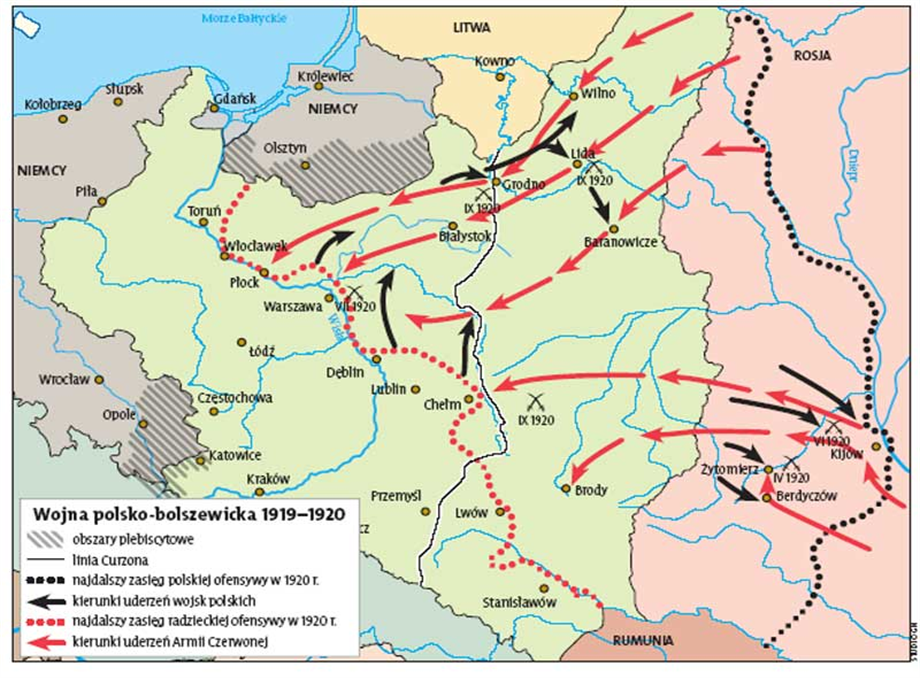 Morze Bałtyckie
LITWA
ROSJA
Kowno
Królewiec
Wilno
Słupsk
Kołobrzeg
Gdańsk
NIEMCY
Olsztyn
Dniepr
NIEMCY
Lida
IX 1920
Grodno
Piła
IX 1920
Toruń
Białystok
Baranowicze
Włocławek
Płock
Warszawa
VII 1920
Wisła
Łódź
Dęblin
Wrocław
Lublin
Częstochowa
Chełm
Opole
IX 1920
VI 1920
Kijów
Katowice
Żytomierz
IV 1920
Kraków
Brody
Berdyczów
Przemyśl
Lwów
Wojna polsko-bolszewicka 1919–1920
cz
obszary plebiscytowe
linia Curzona
najdalszy zasięg polskiej ofensywy w 1920 r.
kierunki uderzeń wojsk polskich
Stanisławów
najdalszy zasięg radzieckiej ofensywy w 1920 r.
kierunki uderzeń Armii Czerwonej
RUMUNIA